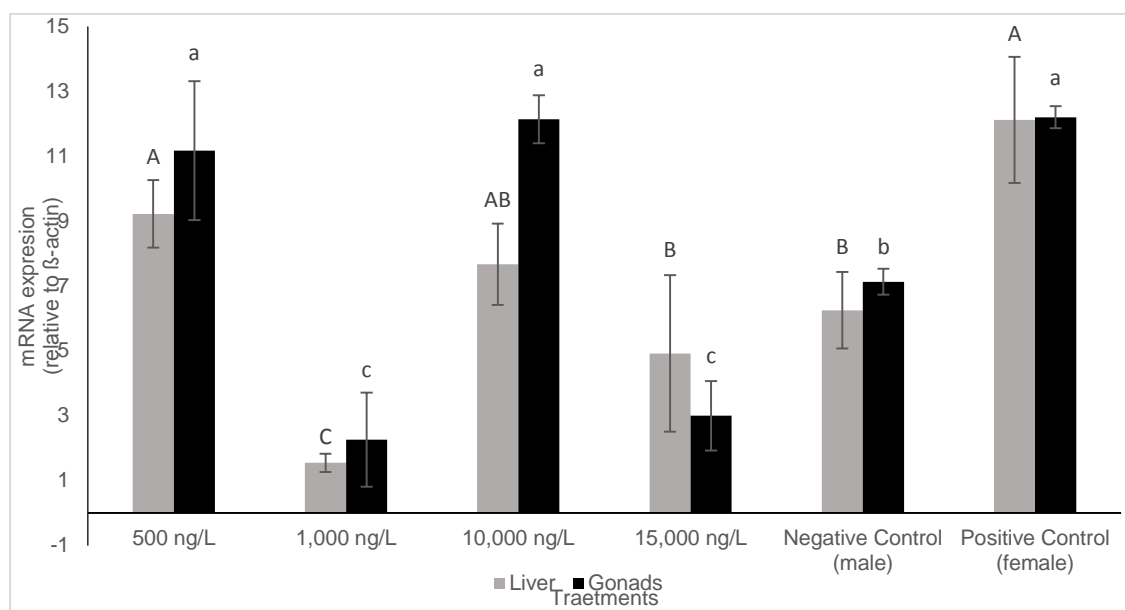 mRNA expresion
(relative to ß-actin)
15
13
11
9
7
5
3
1
-1
A
a
C
c
AB
a
B
c
B
b
A
a
500 ng/L
1,000 ng/L
10,000 ng/L
15,000 ng/L
Negative Control
(male)
Positive Control
(female)
Liver
Gonads
Traetments